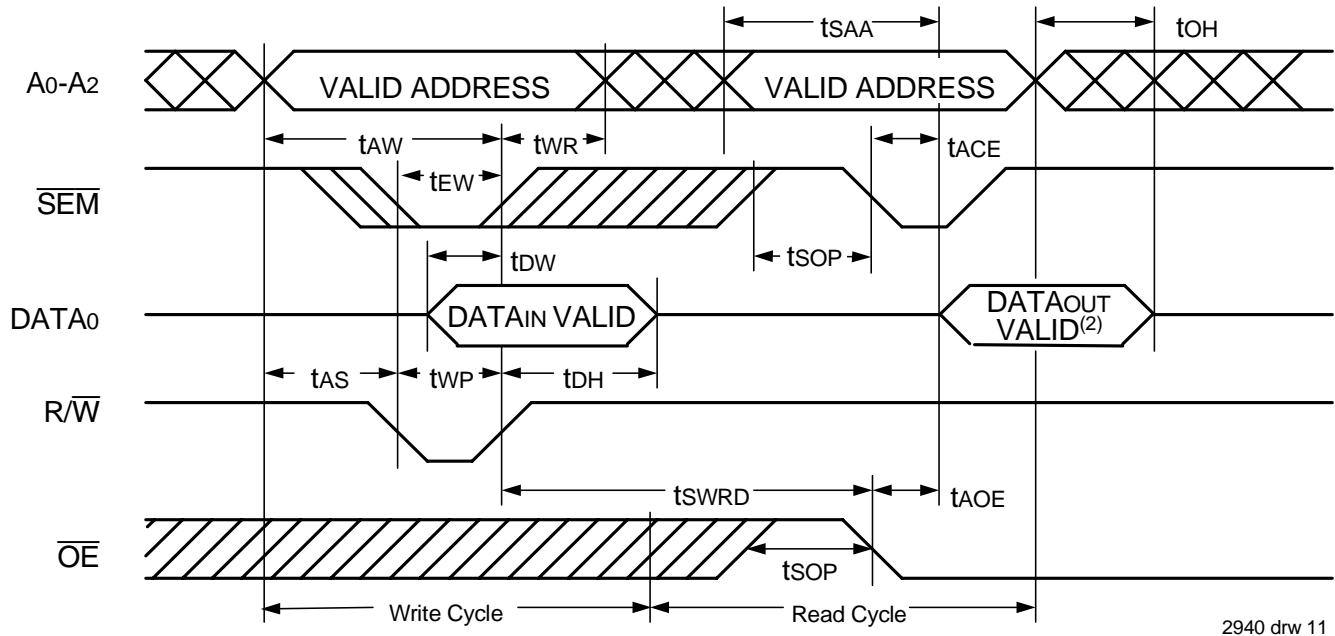 tSAA
tOH
A0-A2
VALID ADDRESS
VALID ADDRESS
tAW
tWR
tACE
tEW
SEM
tSOP
tDW
DATA0
DATAIN VALID
DATAOUT
VALID(2)
tAS
tWP
tDH
R/W
tSWRD
tAOE
OE
tSOP
Write Cycle
Read Cycle
2940 drw 11